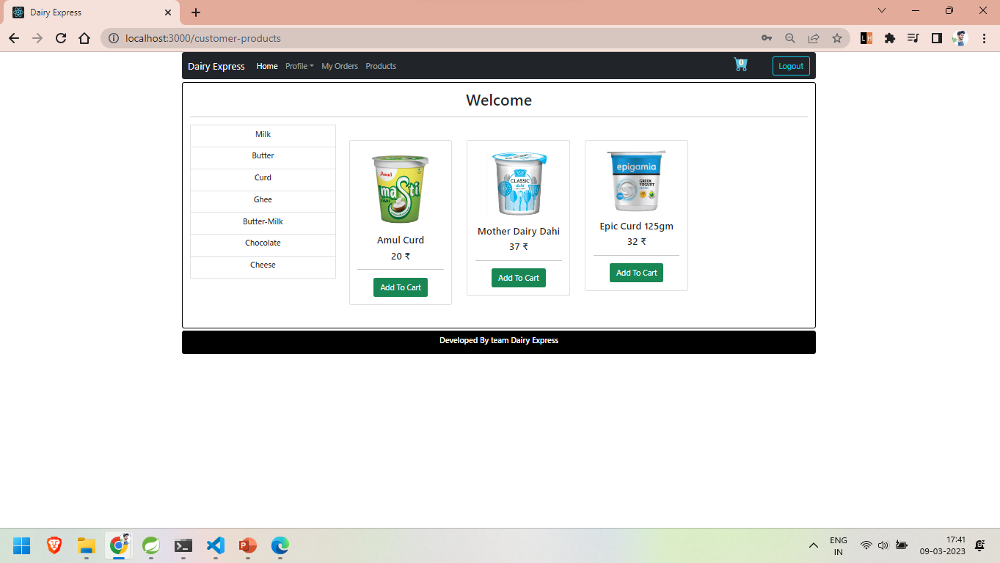 Dairy Express
localhost:3000/customer-products
L H
Dairy Express Home Profile My Orders Products 0 Logout
Welcome
Milk
Butter
Curd
Ghee
Butter-Milk
Chocolate
Cheese
Amul
masti
Amul Curd
20 ₹
Add To Cart
CLASSIC
dahi
Mother Dairy Dahi
37 ₹
Add To Cart
epigamia
GREEK
YOGURT
Epic Curd 125gm
32 ₹
Add To Cart
Developed By team Dairy Express
ENG
IN
17:41
09-03-2023